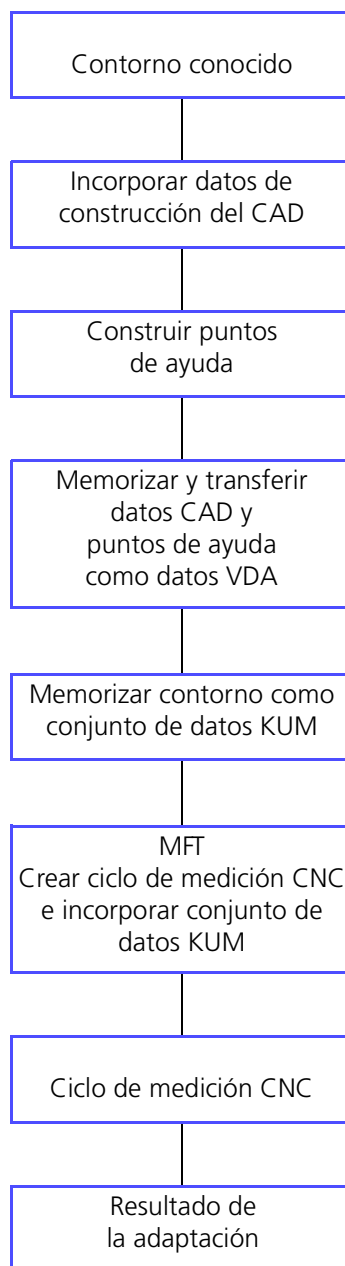 Contorno conocido
Incorporar datos de
construcción del CAD
Construir puntos
de ayuda
Memorizar y transferir
datos CAD y
puntos de ayuda
como datos VDA
Memorizar contorno como
conjunto de datos KUM
MFT
Crear ciclo de medición CNC
e incorporar conjunto de
datos KUM
Ciclo de medición CNC
Resultado de
la adaptación